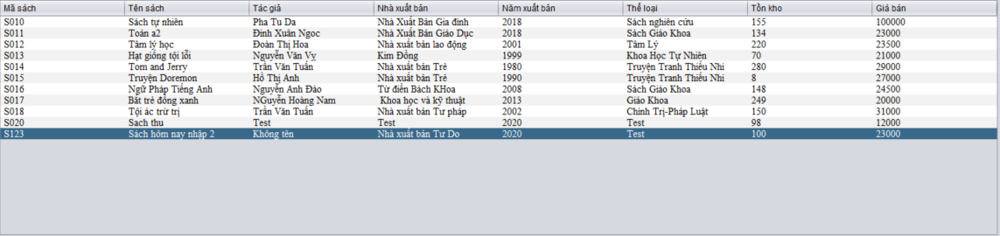 Mã sách Tên sách Tác giả Nhà xuất bản Năm xuất bản Thể loại Tồn kho Giá bán
S010 Sách tự nhiên Pha Tu Da Nhà Xuất Bản Gia đình 2018 Sách nghiên cứu 155 100000
S011 Toán a2 Đinh Xuân Ngọc Nhà Xuất Bản Giáo Dục 2018 Sách Giáo Khoa 134 23000
S012 Tâm lý học Đoàn Thị Hoa Nhà xuất bản lao động 2001 Tâm Lý 220 23500
S013 Hạt giống tội lỗi Nguyễn Văn Vỵ Kim Đồng 1999 Khoa Học Tự Nhiên 70 21000
S014 Tom and Jerry Trần Văn Tuấn Nhà xuất bản Trẻ 1980 Truyện Tranh Thiếu Nhi 280 29000
S015 Truyện Doremon Hồ Thị Anh Nhà xuất bản Trẻ 1990 Truyện Tranh Thiếu Nhi 8 27000
S016 Ngữ Pháp Tiếng Anh Nguyễn Anh Đào Từ điển Bách KHoa 2008 Sách Giáo Khoa 148 24500
S017 Bắt trẻ đồng xanh NGuyễn Hoàng Nam Khoa học và kỹ thuật 2013 Giáo Khoa 249 20000
S018 Tội ác trừ trị Trần Văn Tuấn Nhà xuất bản Tư pháp 2002 Chính Trị-Pháp Luật 150 31000
S020 Sach thu Test Test 2020 Test 98 12000
S123 Sách hôm nay nhập 2 Không tên Nhà xuất bản Tư Do 2020 Test 100 23000